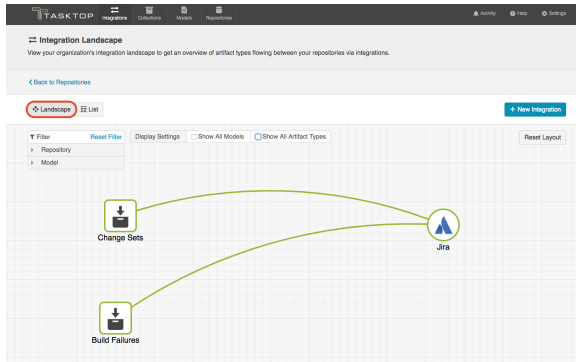 TASKTOP Integrations Collections Models Repositories Activity Help Settings
Integration Landscape
View your organization's integration landscape to get an overview of artifact types flowing between your repositories via integrations.
Back to Repositories
Landscape List + New Integration
Filter Reset Filter Display Settings Show All Models Show All Artifact Types Reset Layout
Repository
Model
Change Sets
Jira
Build Failures